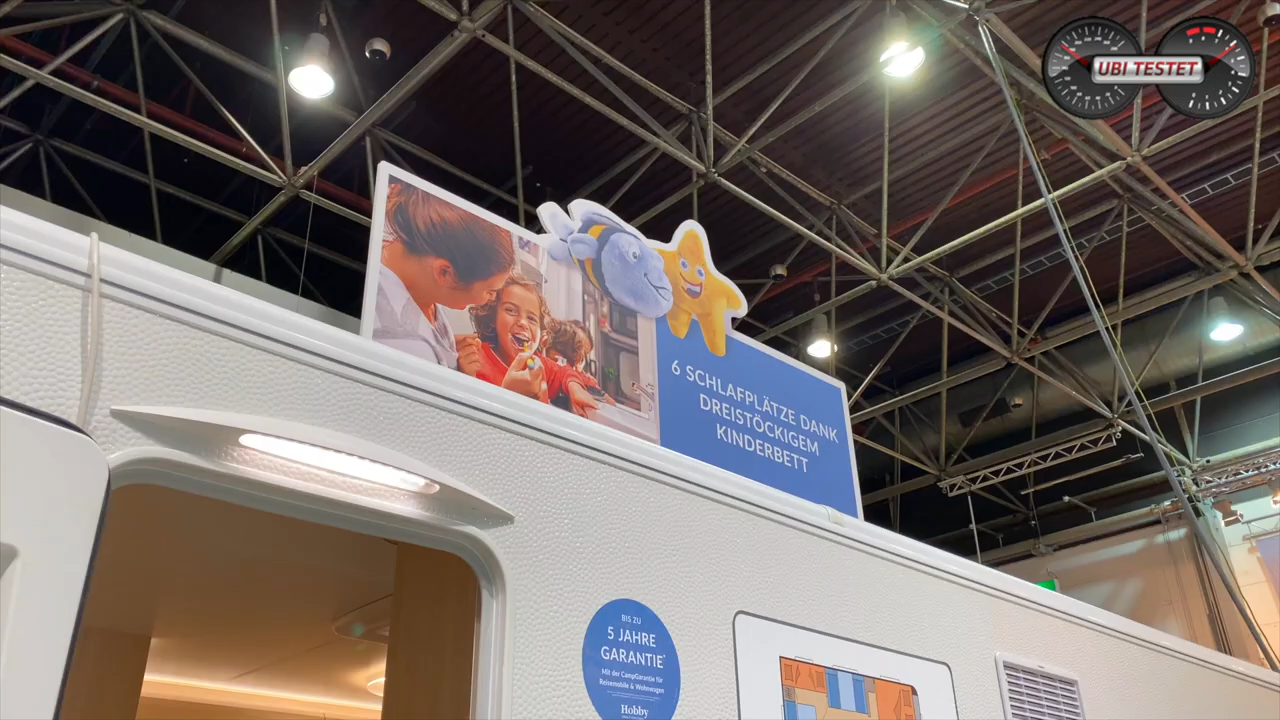 UBI TESTET
6 SCHLAFPLÄTZE DANK
DREISTÖCKIGEM
KINDERBETT
BIS ZU
5 JAHRE
GARANTIE*
Mit der CampGarantie für
Reisemobile & Wohnwagen
Hobby